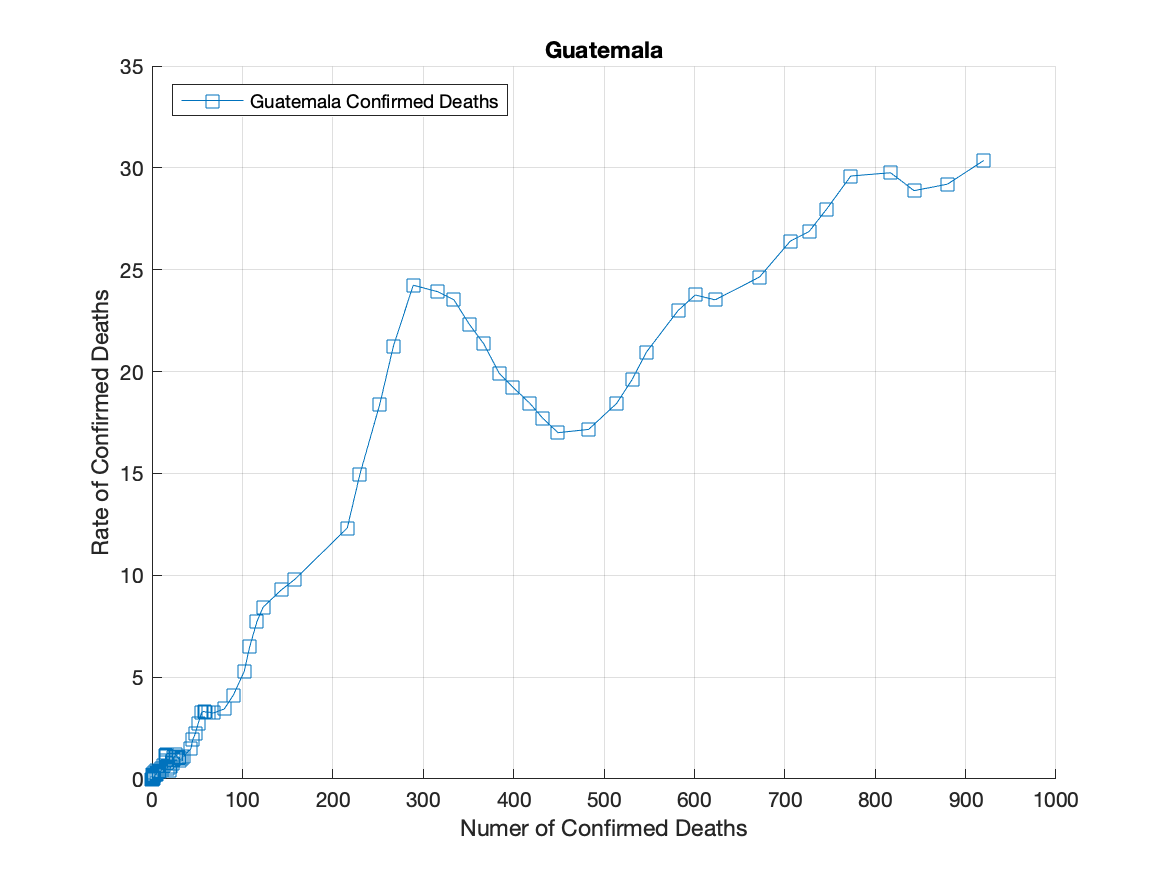 Guatemala
Guatemala Confirmed Deaths
35
30
25
20
15
10
5
0
Rate of Confirmed Deaths
0 100 200 300 400 500 600 700 800 900 1000
Numer of Confirmed Deaths